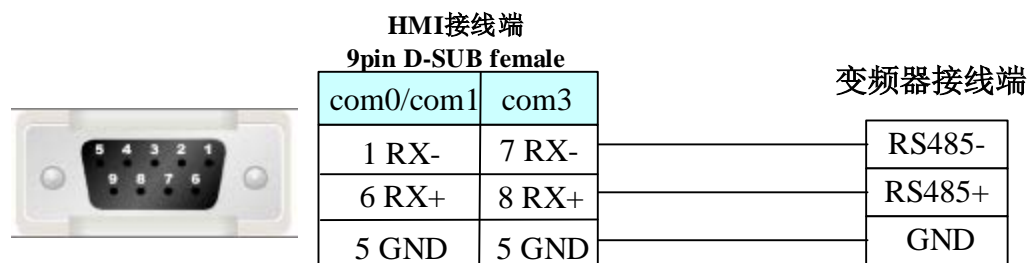 HMI接线端
9pin D-SUB female
变频器接线端
com0/com1 com3
5 4 3 2 1
9 8 7 6
1 RX- 7 RX- RS485-
6 RX+ 8 RX+ RS485+
5 GND 5 GND GND